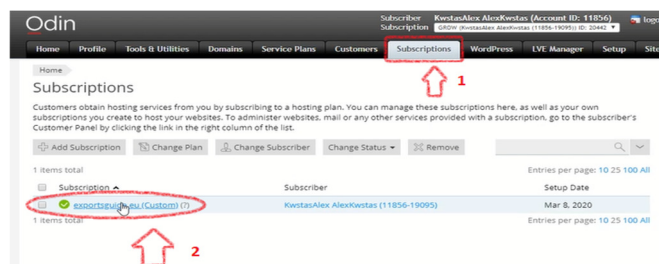 Odin
Subscriber KwstasAlex AlexKwstas (Account ID: 11856)
Subscription GROW (KwstasAlex AlexKwstas (11856-19095)) ID: 20442
Home Profile Tools & Utilities Domains Service Plans Customers Subscriptions WordPress LVE Manager Setup
Home
1
Subscriptions
Customers obtain hosting services from you by subscribing to a hosting plan. You can manage these subscriptions here, as well as your own
subscriptions you create to host your websites. To administer websites, mail or any other services provided with a subscription, go to the subscriber's
Customer Panel by clicking the link in the right column of the list.
Add Subscription Change Plan Change Subscriber Change Status Remove
1 items total Entries per page: 10 25 100 All
Subscription Subscriber Setup Date
exportsguide.eu (Custom) (?) KwstasAlex AlexKwstas (11856-19095) Mar 8, 2020
1 items total Entries per page: 10 25 100 All
2